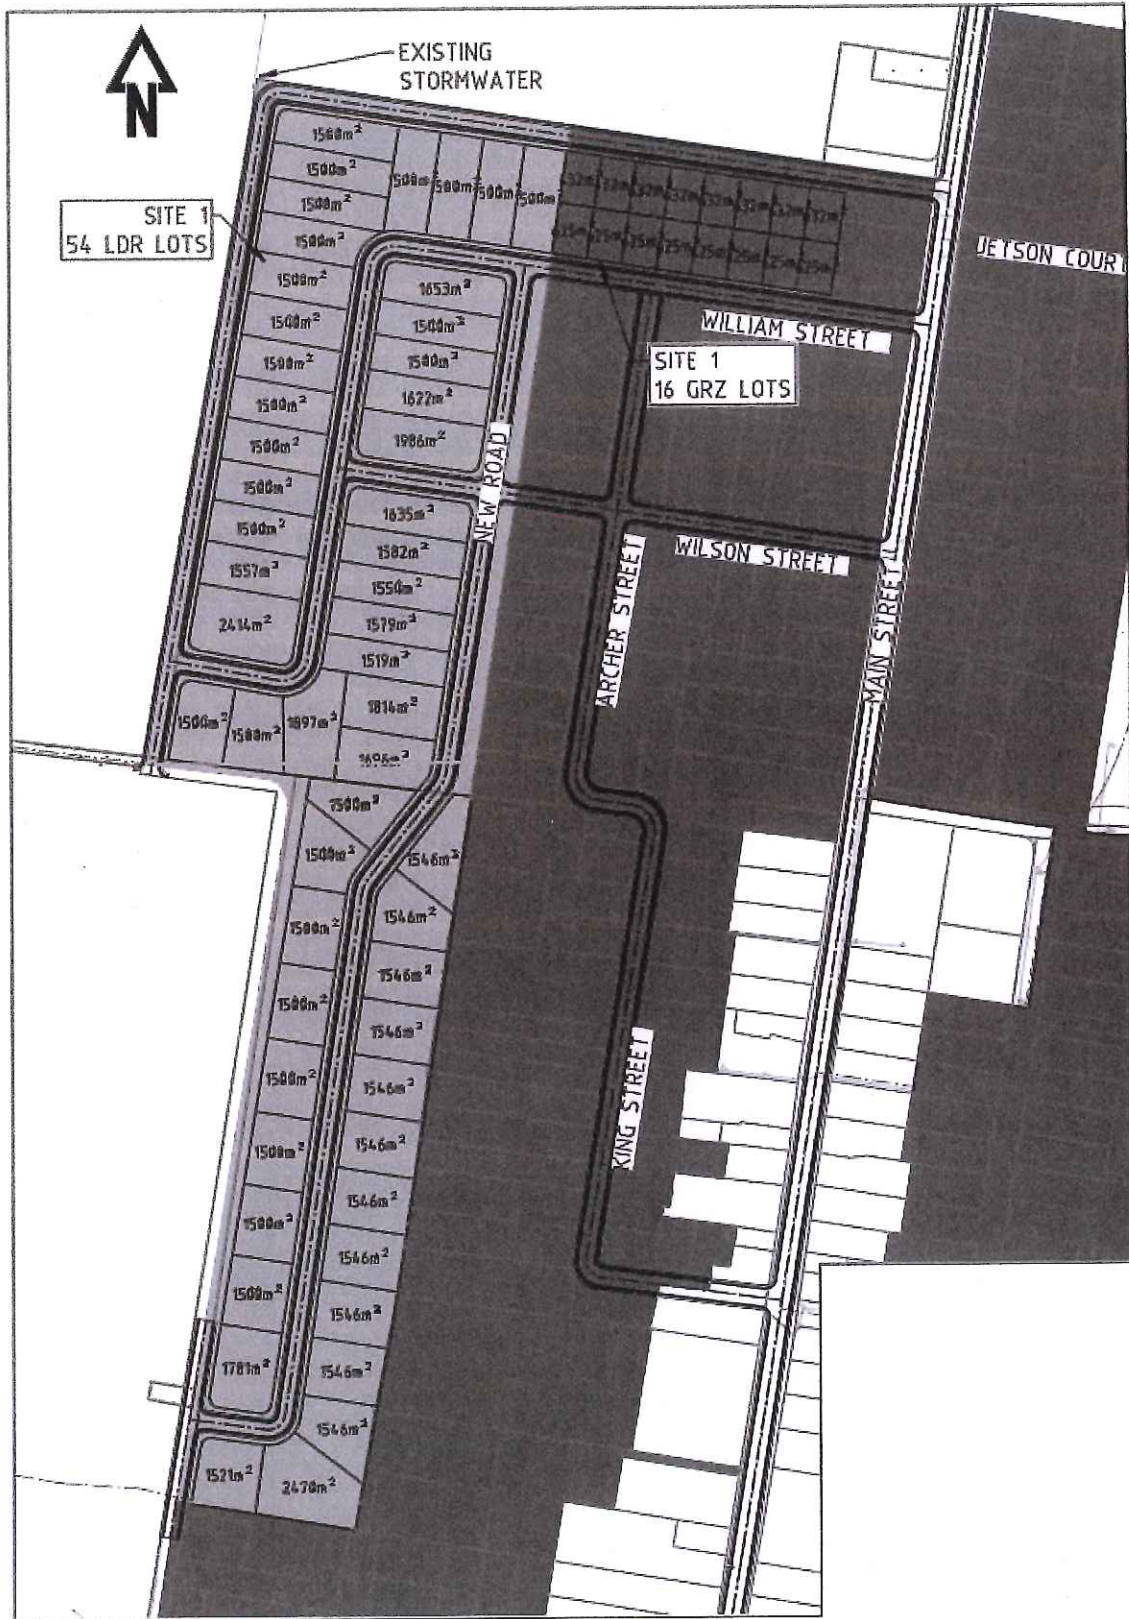 EXISTING
STORMWATER
N
SITE 1
54 LDR LOTS
1500m²
1500m²
1500m²
1500m²
1500m²
1500m²
1500m²
1500m²
1500m²
1500m²
1500m²
1557m²
2414m²
1653m²
1500m²
1500m²
1622m²
1986m²
JETSON COURT
WILLIAM STREET
SITE 1
16 GRZ LOTS
NEW ROAD
WILSON STREET
ARCHER STREET
MAIN STREET
1635m²
1582m²
1550m²
1579m²
1519m²
1814m²
1500m²
1500m²
1897m²
1500m²
1500m²
1500m²
1500m²
1500m²
1500m²
1500m²
1500m²
1781m²
1546m²
1546m²
1546m²
1546m²
1546m²
1546m²
1546m²
1546m²
1546m²
1546m²
1546m²
KING STREET
1521m²
2470m²